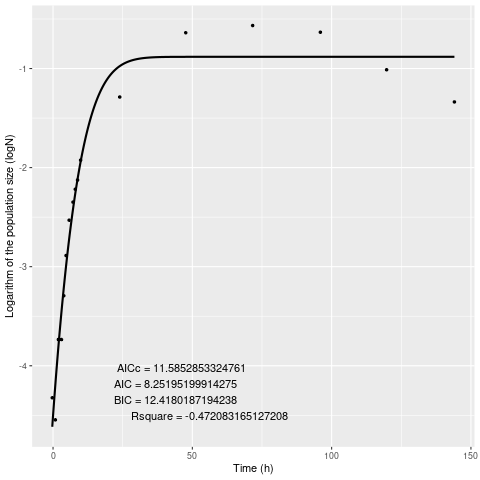 -1
-2
-3
-4
Logarithm of the population size (logN)
AICc = 11.5852853324761
AIC = 8.25195199914275
BIC = 12.4180187194238
Rsquare = -0.472083165127208
0
50
100
150
Time (h)